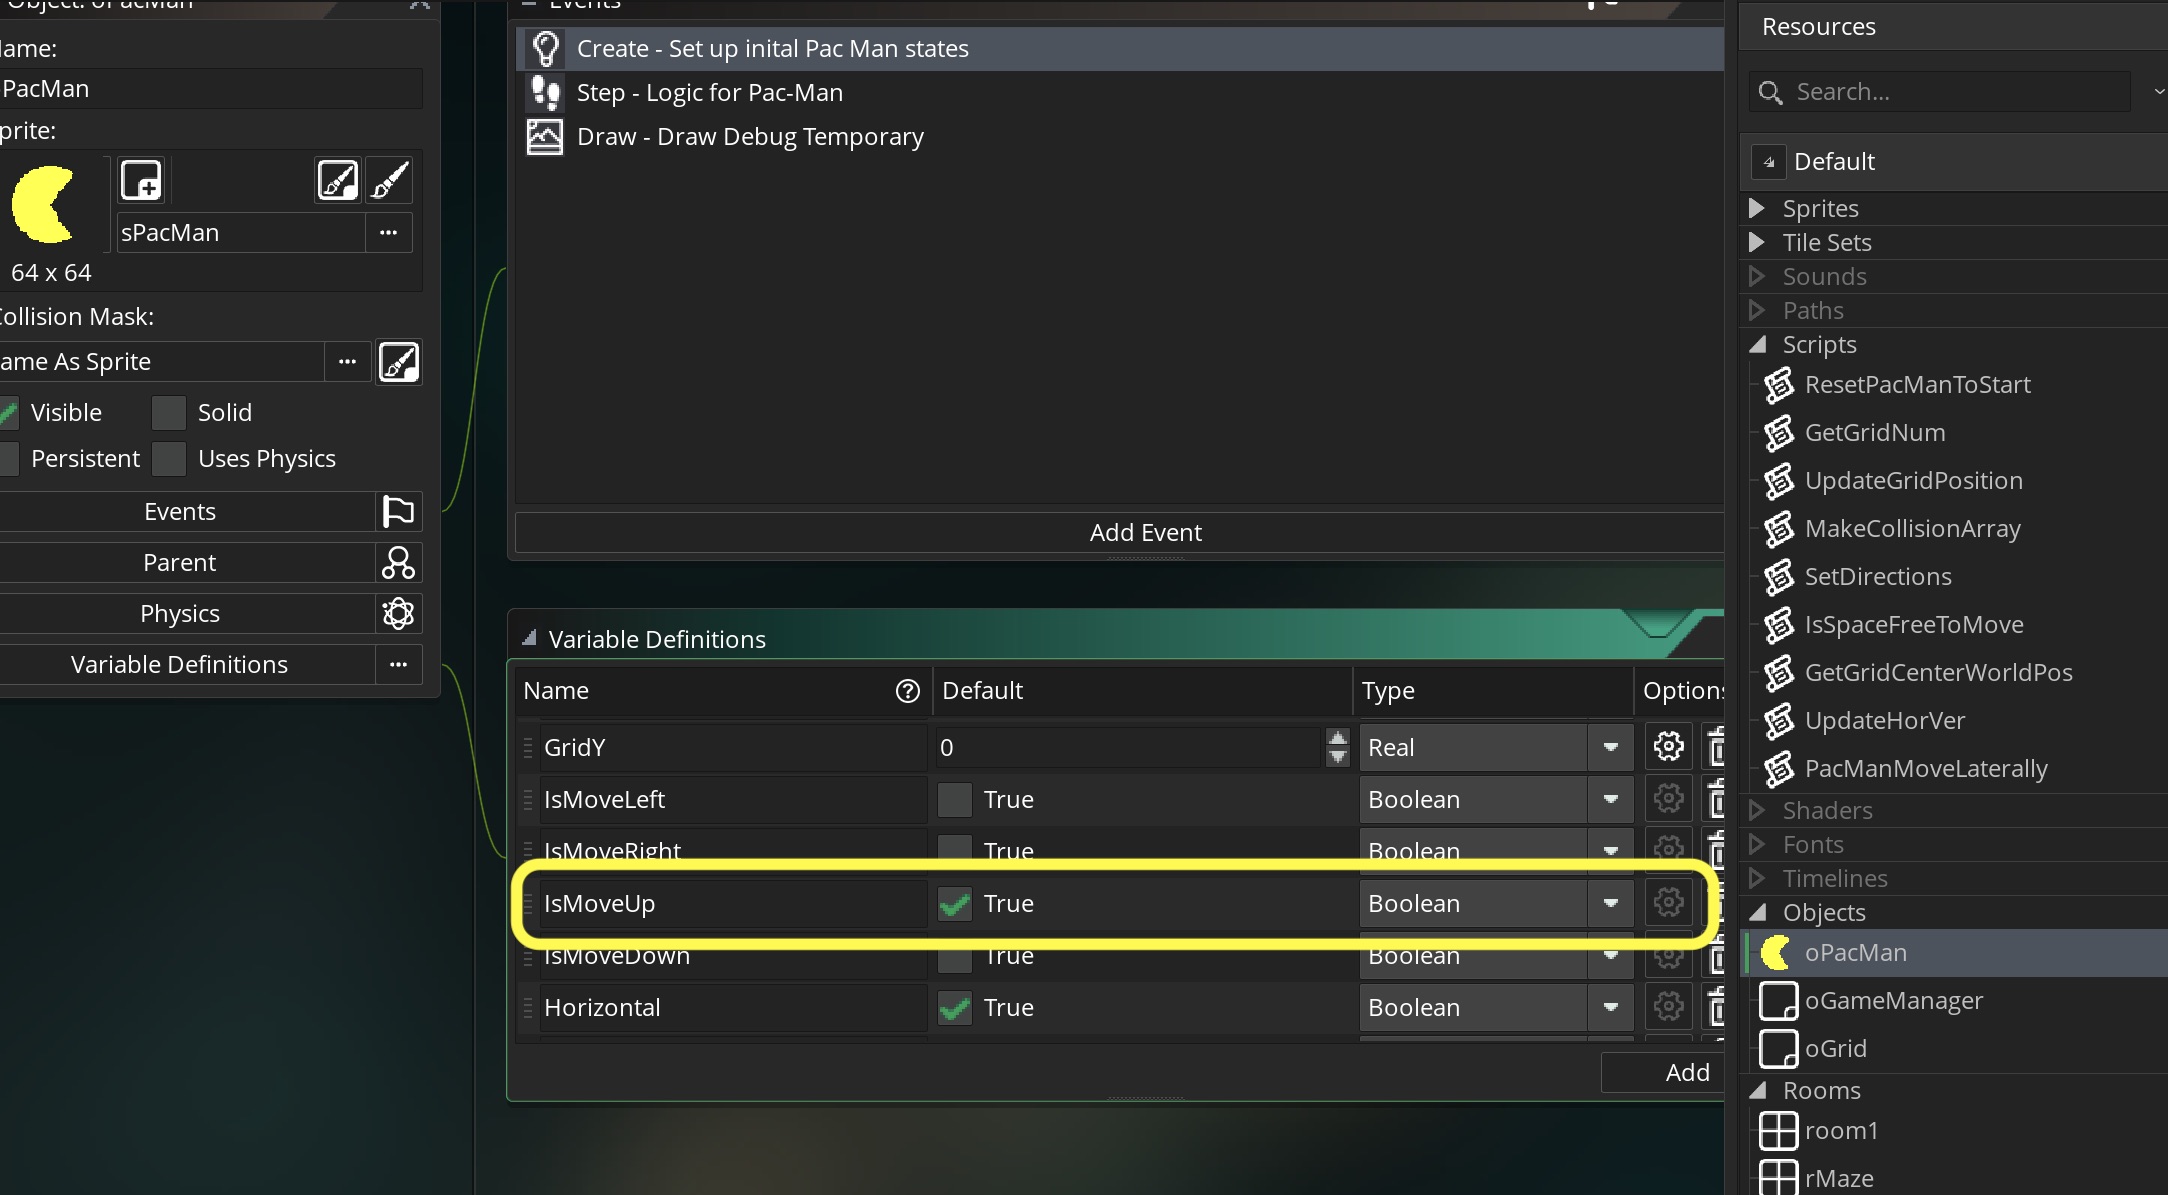 Object: oPacMan
ame:
PacMan
prite:
sPacMan
...
64 x 64
Collision Mask:
ame As Sprite
...
Visible
Solid
Persistent
Uses Physics
Events
Parent
Physics
Variable Definitions
...
Events
Create - Set up inital Pac Man states
Step - Logic for Pac-Man
Draw - Draw Debug Temporary
Add Event
Variable Definitions
Name ? Default Type Options
GridY 0 Real
IsMoveLeft True Boolean
IsMoveRight True Boolean
IsMoveUp True Boolean
IsMoveDown True Boolean
Horizontal True Boolean
Add
Resources
Search...
Default
Sprites
Tile Sets
Sounds
Paths
Scripts
ResetPacManToStart
GetGridNum
UpdateGridPosition
MakeCollisionArray
SetDirections
IsSpaceFreeToMove
GetGridCenterWorldPos
UpdateHorVer
PacManMoveLaterally
Shaders
Fonts
Timelines
Objects
oPacMan
oGameManager
oGrid
Rooms
room1
rMaze